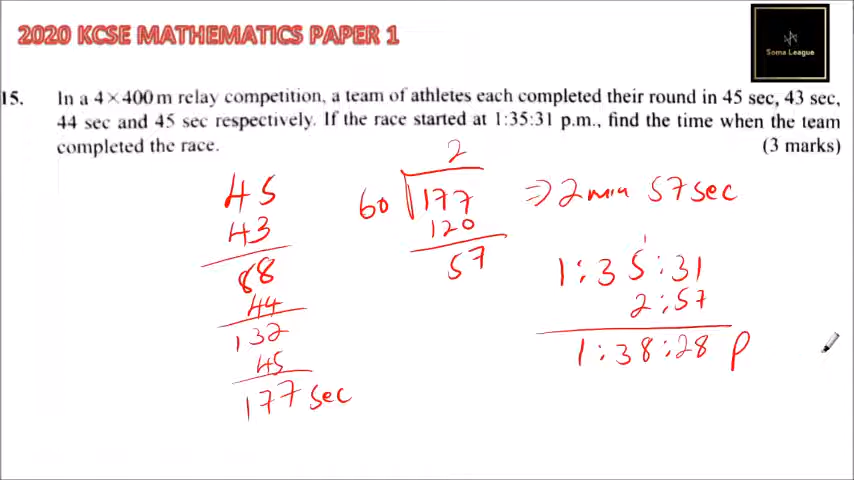 2020 KCSE MATHEMATICS PAPER 1
Soma League
15. In a 4×400 m relay competition, a team of athletes each completed their round in 45 sec, 43 sec,
44 sec and 45 sec respectively. If the race started at 1:35:31 p.m., find the time when the team
completed the race. (3 marks)
45
43
88
44
132
45
177 sec
2
60 177 ⇒ 2 min 57 sec
120
57
1
1:35:31
2:57
1:38:28 P